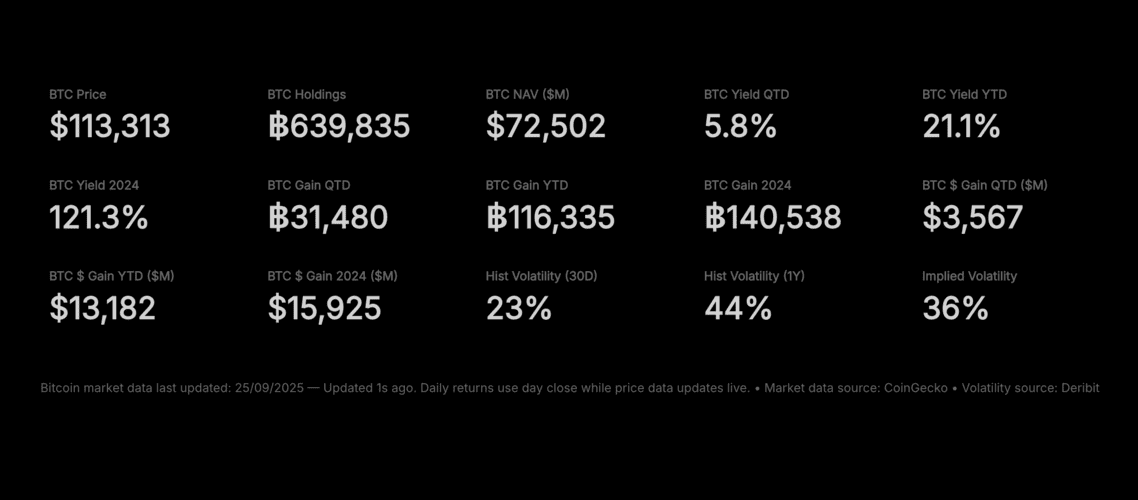 BTC Price BTC Holdings BTC NAV ($M) BTC Yield QTD BTC Yield YTD
$113,313 ₿639,835 $72,502 5.8% 21.1%
BTC Yield 2024 BTC Gain QTD BTC Gain YTD BTC Gain 2024 BTC $ Gain QTD ($M)
121.3% ₿31,480 ₿116,335 ₿140,538 $3,567
BTC $ Gain YTD ($M) BTC $ Gain 2024 ($M) Hist Volatility (30D) Hist Volatility (1Y) Implied Volatility
$13,182 $15,925 23% 44% 36%
Bitcoin market data last updated: 25/09/2025 — Updated 1s ago. Daily returns use day close while price data updates live. • Market data source: CoinGecko • Volatility source: Deribit